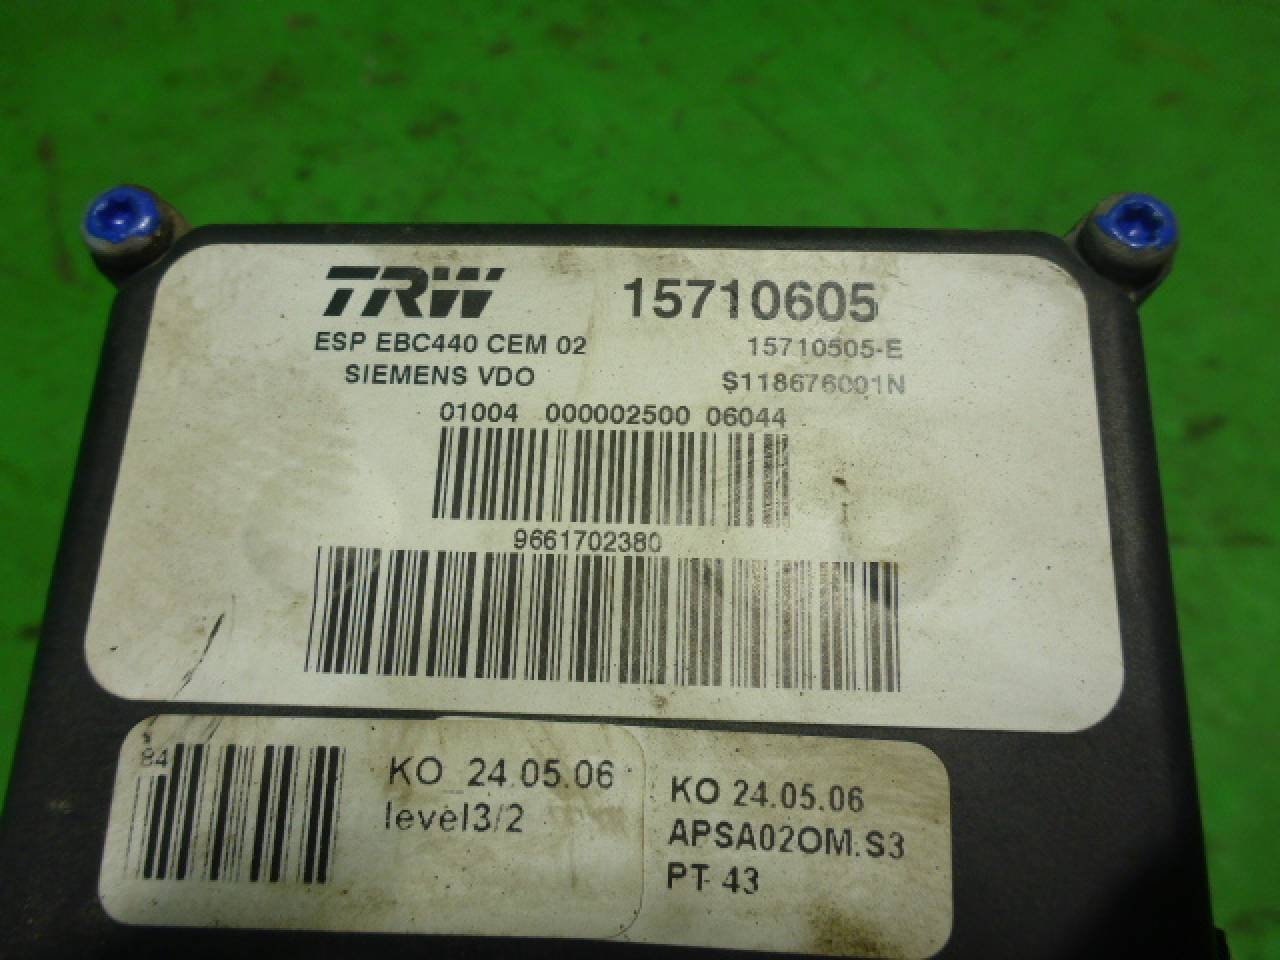 TRW 15710605
ESP EBC440 CEM 02 15710505-E
SIEMENS VDO S118676001N
01004 000002500 06044
9661702380
84
KO 24.05.06
level3/2
KO 24.05.06
APSA02OM.S3
PT 43